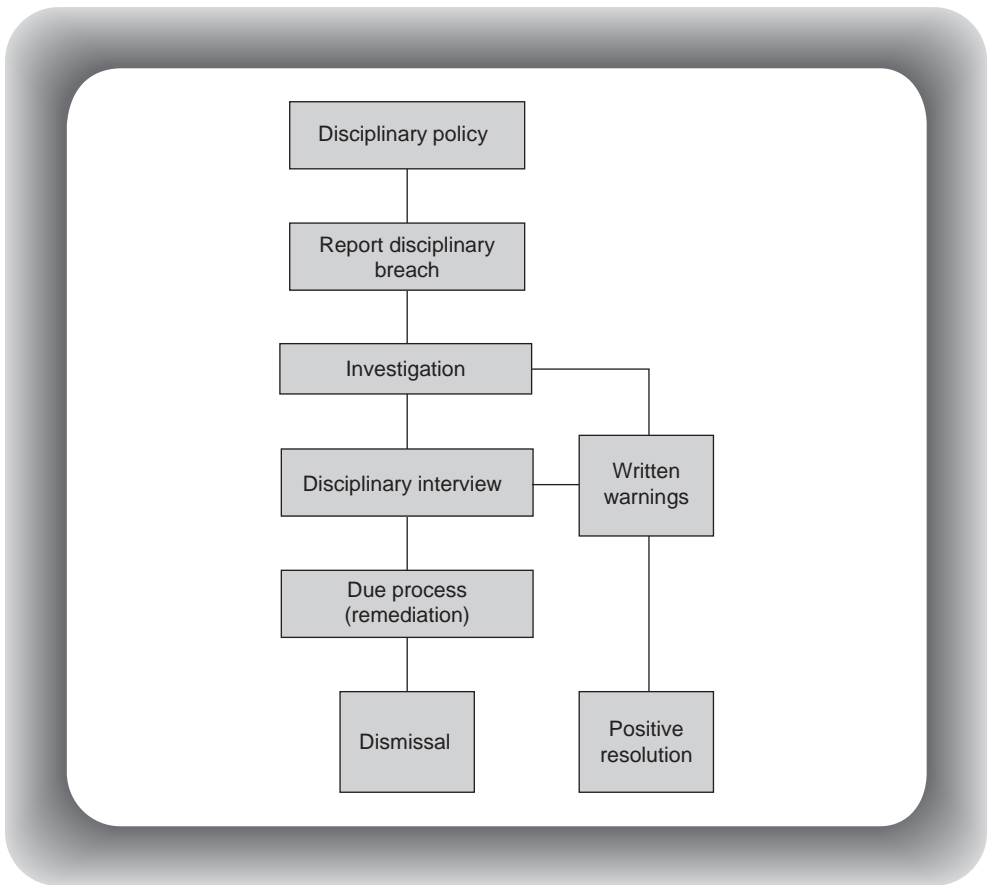 Disciplinary policy
Report disciplinary
breach
Investigation
Disciplinary interview
Written
warnings
Due process
(remediation)
Dismissal
Positive
resolution